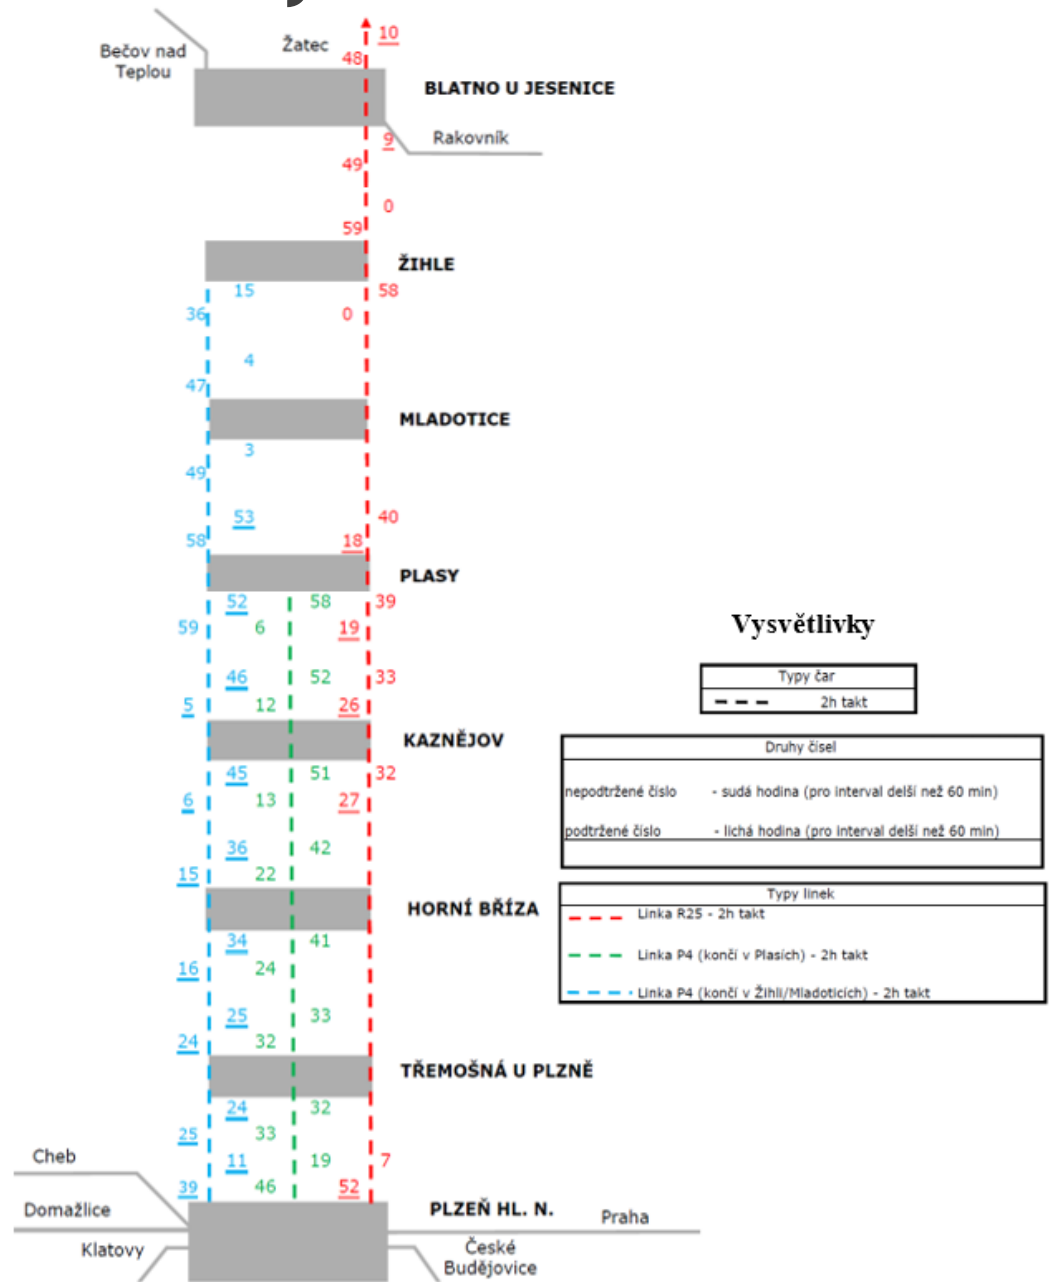 10
Žatec
Bečov nad
Teplou
48
BLATNO U JESENICE
9
Rakovník
49
0
59
ŽIHLE
15
58
36
0
4
47
MLADOTICE
3
49
53
40
58
18
PLASY
52
58
39
59
6
19
46
52
33
5
12
26
KAZNĚJOV
45
51
32
6
13
27
36
42
15
22
HORNÍ BŘÍZA
34
41
16
24
25
33
24
32
TŘEMOŠNÁ U PLZNĚ
24
32
25
33
11
19
7
39
46
52
Cheb
Domažlice
Klatovy
PLZEŇ HL. N.
Praha
České
Budějovice
Vysvětlivky
Typy čar
2h takt
Druhy čísel
nepodtržené číslo - sudá hodina (pro interval delší než 60 min)
podtržené číslo - lichá hodina (pro interval delší než 60 min)
Typy linek
Linka R25 - 2h takt
Linka P4 (končí v Plasích) - 2h takt
Linka P4 (končí v Žihli/Mladoticích) - 2h takt